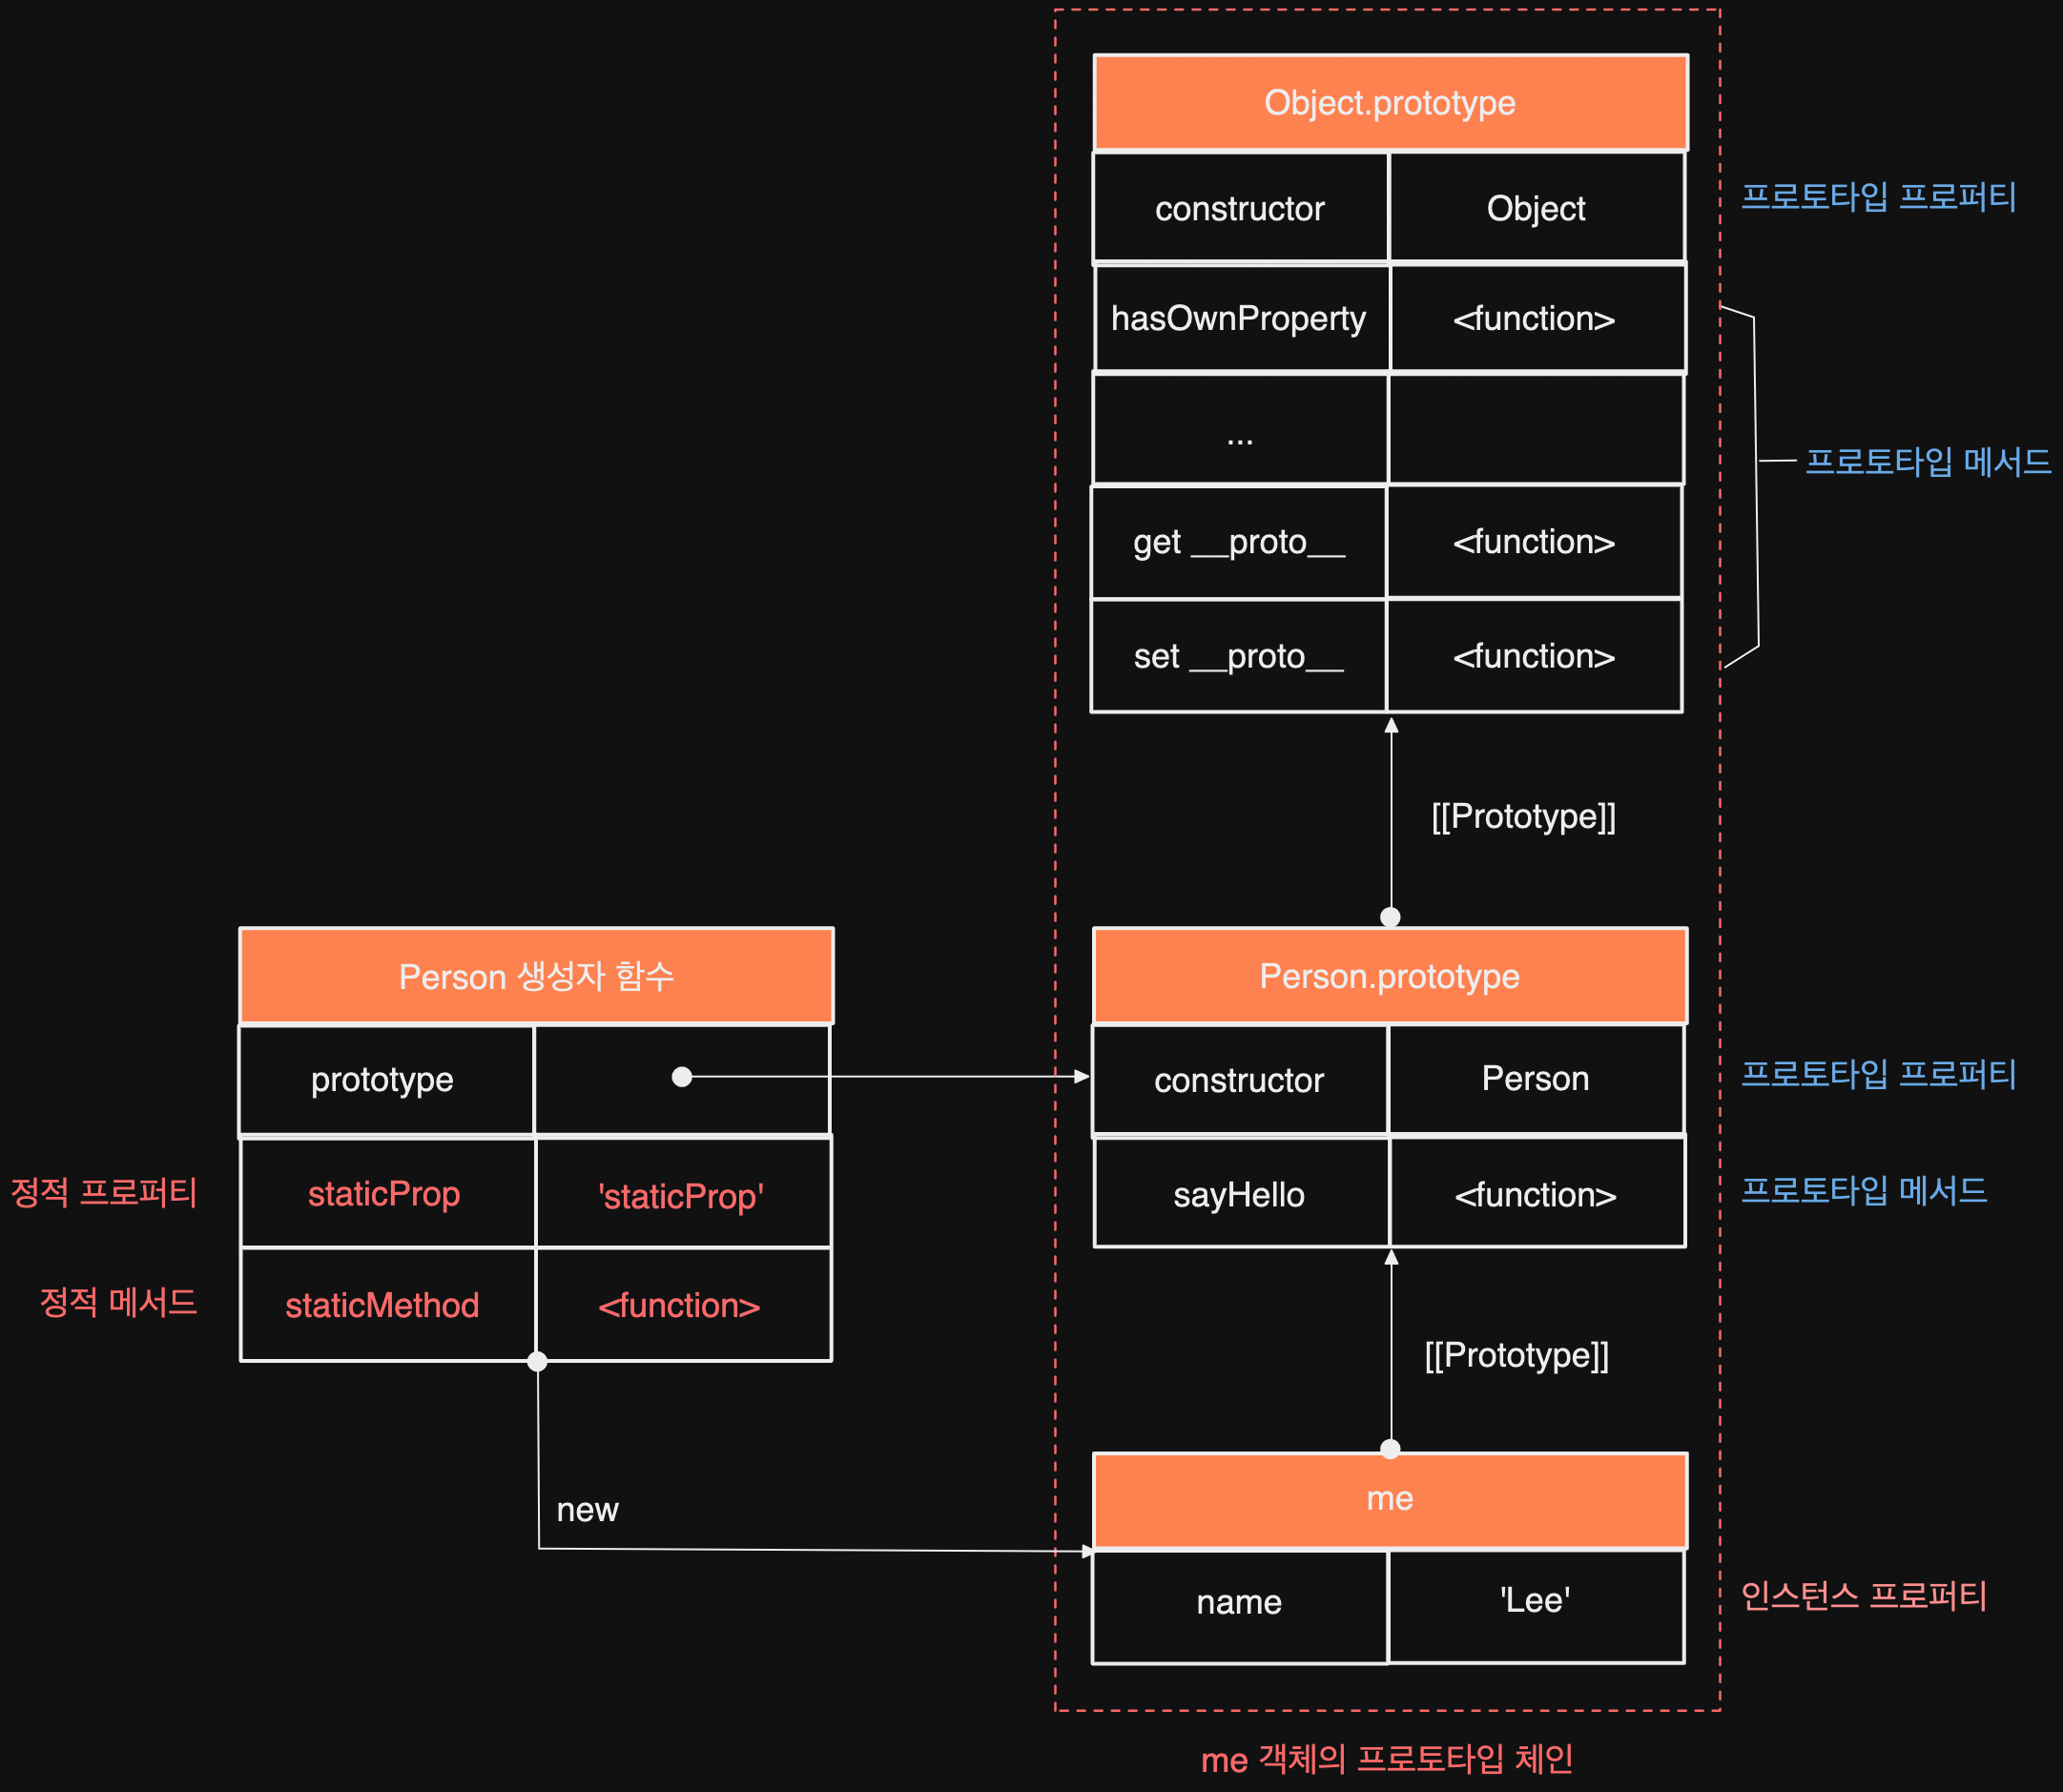 Object.prototype
constructor Object
프로토타입 프로퍼티
hasOwnProperty <function>
...
프로토타입 메서드
get __proto__ <function>
set __proto__ <function>
[[Prototype]]
Person 생성자 함수
prototype
정적 프로퍼티
staticProp 'staticProp'
정적 메서드
staticMethod <function>
new
Person.prototype
constructor Person
프로토타입 프로퍼티
sayHello <function>
프로토타입 메서드
[[Prototype]]
me
name 'Lee'
인스턴스 프로퍼티
me 객체의 프로토타입 체인